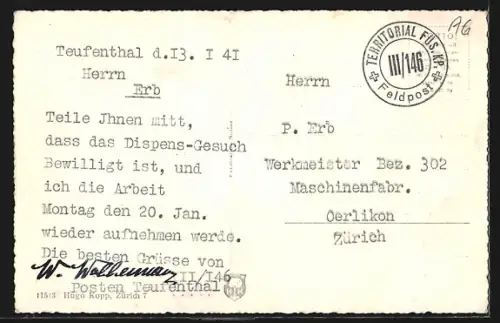 AG
TERRITORIAL FÜS. KP.
III/146
Feldpost
Teufenthal d.13. I 41
Herrn
Erb
Teile Jhnen mitt,
dass das Dispens-Gesuch
Bewilligt ist, und
ich die Arbeit
Montag den 20. Jan.
wieder aufnehmen werde.
Die besten Grüsse von
III/146
Posten Teufenthal
Hugo Kopp, Zürich 7
Herrn
P. Erb
Werkmeister Bez. 302
Maschinenfabr.
Oerlikon
Zürich